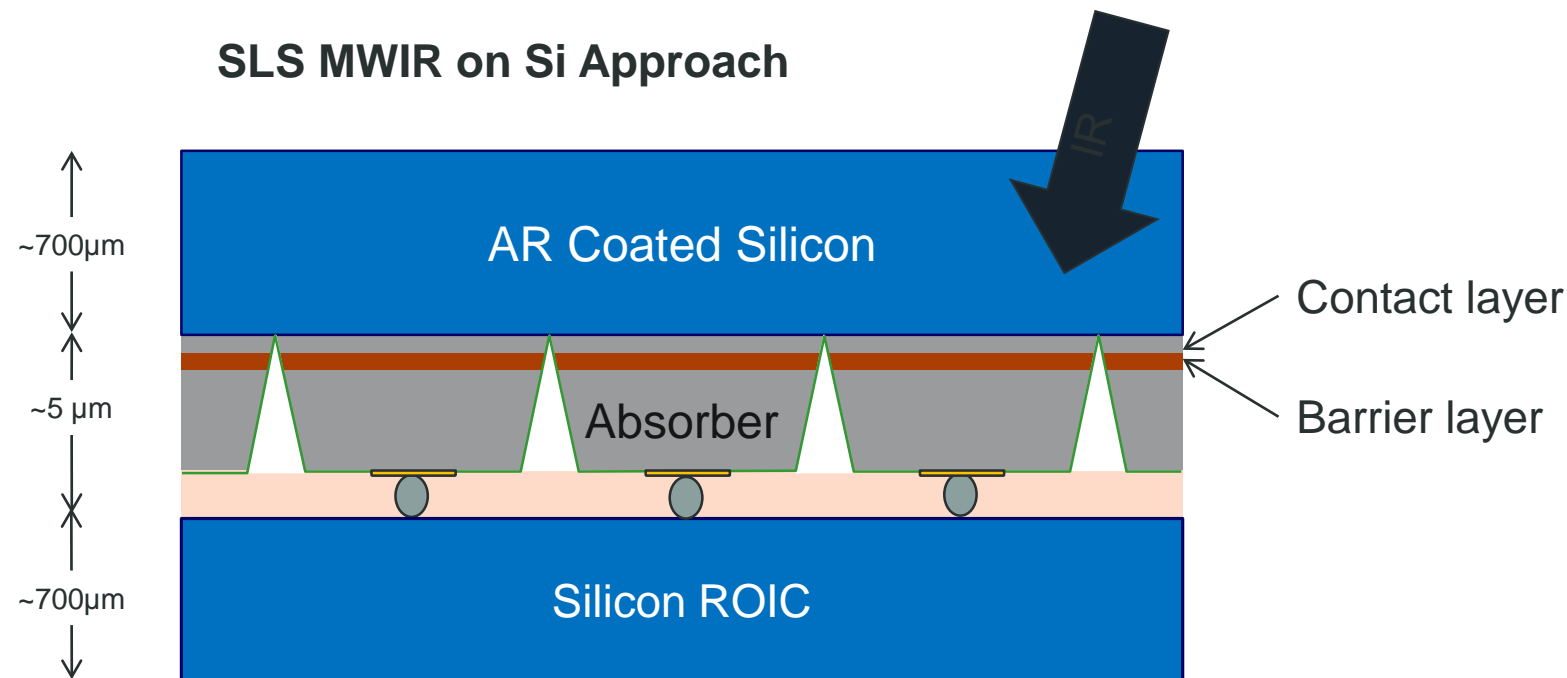 SLS MWIR on Si Approach
IR
~700µm
AR Coated Silicon
Contact layer
~5 µm
Absorber
Barrier layer
~700µm
Silicon ROIC